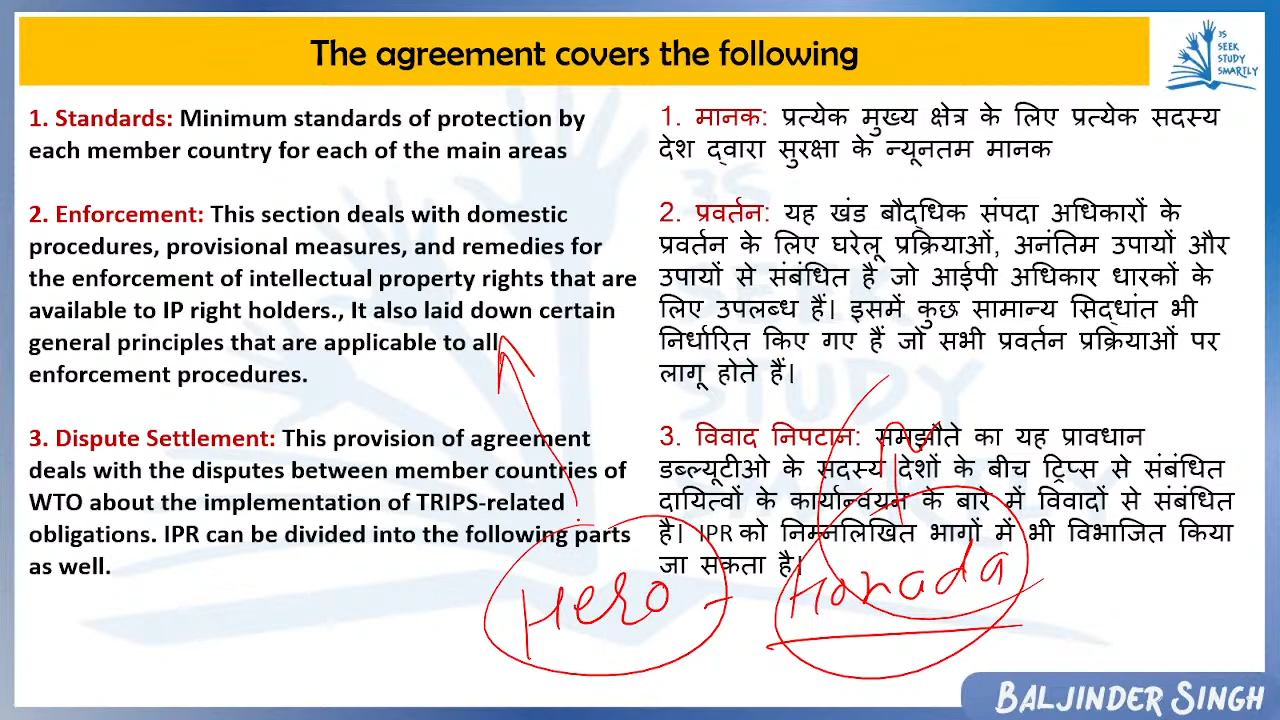 The agreement covers the following
3S
SEEK
STUDY
SMARTLY
1. Standards: Minimum standards of protection by
each member country for each of the main areas
2. Enforcement: This section deals with domestic
procedures, provisional measures, and remedies for
the enforcement of intellectual property rights that are
available to IP right holders., It also laid down certain
general principles that are applicable to all
enforcement procedures.
3. Dispute Settlement: This provision of agreement
deals with the disputes between member countries of
WTO about the implementation of TRIPS-related
obligations. IPR can be divided into the following parts
as well.
1. मानक: प्रत्येक मुख्य क्षेत्र के लिए प्रत्येक सदस्य
देश द्वारा सुरक्षा के न्यूनतम मानक
2. प्रवर्तन: यह खंड बौद्धिक संपदा अधिकारों के
प्रवर्तन के लिए घरेलू प्रक्रियाओं, अनंतिम उपायों और
उपायों से संबंधित है जो आईपी अधिकार धारकों के
लिए उपलब्ध हैं। इसमें कुछ सामान्य सिद्धांत भी
निर्धारित किए गए हैं जो सभी प्रवर्तन प्रक्रियाओं पर
लागू होते हैं।
3. विवाद निपटान: समझौते का यह प्रावधान
डब्ल्यूटीओ के सदस्य देशों के बीच ट्रिप्स से संबंधित
दायित्वों के कार्यान्वयन के बारे में विवादों से संबंधित
है। IPR को निम्नलिखित भागों में भी विभाजित किया
जा सकता है।
3S
SEEK
STUDY
SMARTLY
Hero - Honada
BALJINDER SINGH